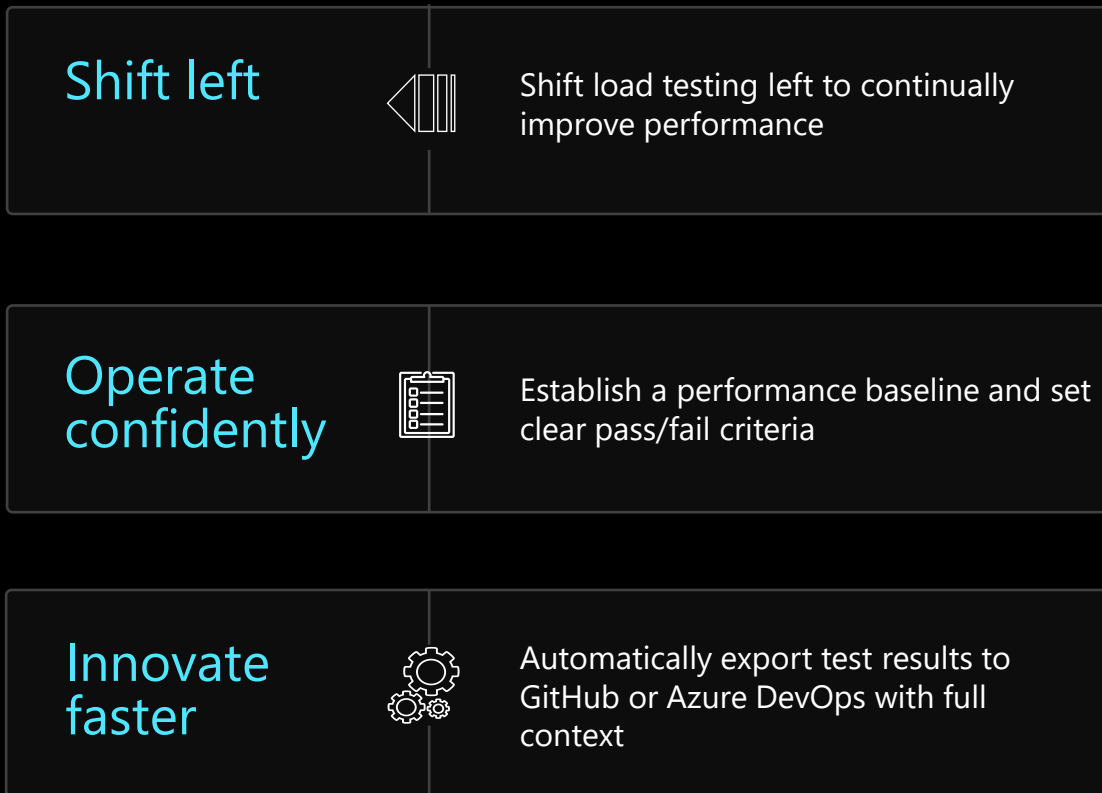 Shift left
Shift load testing left to continually
improve performance
Operate
confidently
Establish a performance baseline and set
clear pass/fail criteria
Innovate
faster
Automatically export test results to
GitHub or Azure DevOps with full
context